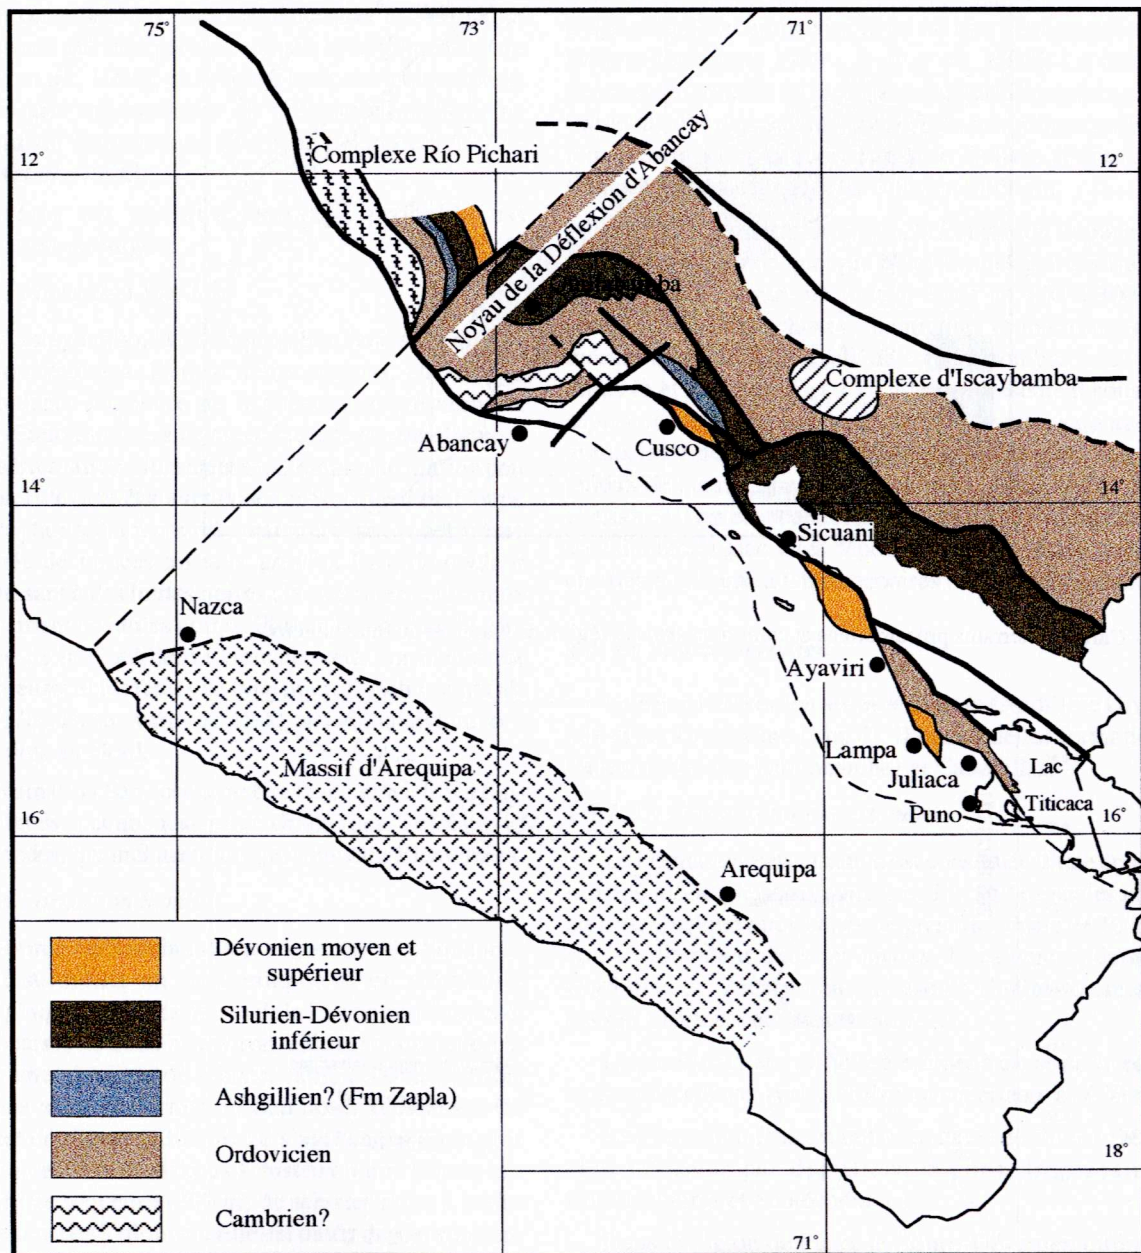 75°
73°
71°
12°
Complexe Río Pichari
12°
Noyau de la Déflexion d'Abancay
Complexe d'Iscaybamba
Abancay
Cusco
14°
14°
Sicuani
Nazca
Ayaviri
Lampa
Lac
Juliaca
Titicaca
Puno
Massif d'Arequipa
16°
16°
Arequipa
Dévonien moyen et
supérieur
Silurien-Dévonien
inférieur
Ashgillien? (Fm Zapla)
Ordovicien
18°
Cambrien?
71°